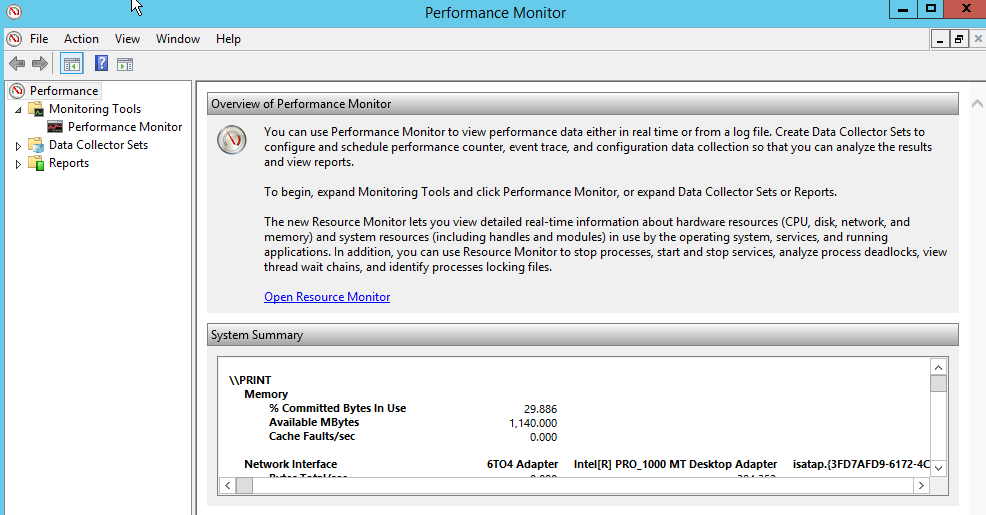 Performance Monitor
File Action View Window Help
Performance
Monitoring Tools
Performance Monitor
Data Collector Sets
Reports
Overview of Performance Monitor
You can use Performance Monitor to view performance data either in real time or from a log file. Create Data Collector Sets to
configure and schedule performance counter, event trace, and configuration data collection so that you can analyze the results
and view reports.
To begin, expand Monitoring Tools and click Performance Monitor, or expand Data Collector Sets or Reports.
The new Resource Monitor lets you view detailed real-time information about hardware resources (CPU, disk, network, and
memory) and system resources (including handles and modules) in use by the operating system, services, and running
applications. In addition, you can use Resource Monitor to stop processes, start and stop services, analyze process deadlocks, view
thread wait chains, and identify processes locking files.
Open Resource Monitor
System Summary
\\PRINT
Memory
% Committed Bytes In Use 29.886
Available MBytes 1,140.000
Cache Faults/sec 0.000
Network Interface 6TO4 Adapter Intel[R] PRO_1000 MT Desktop Adapter isatap.{3FD7AFD9-6172-4C